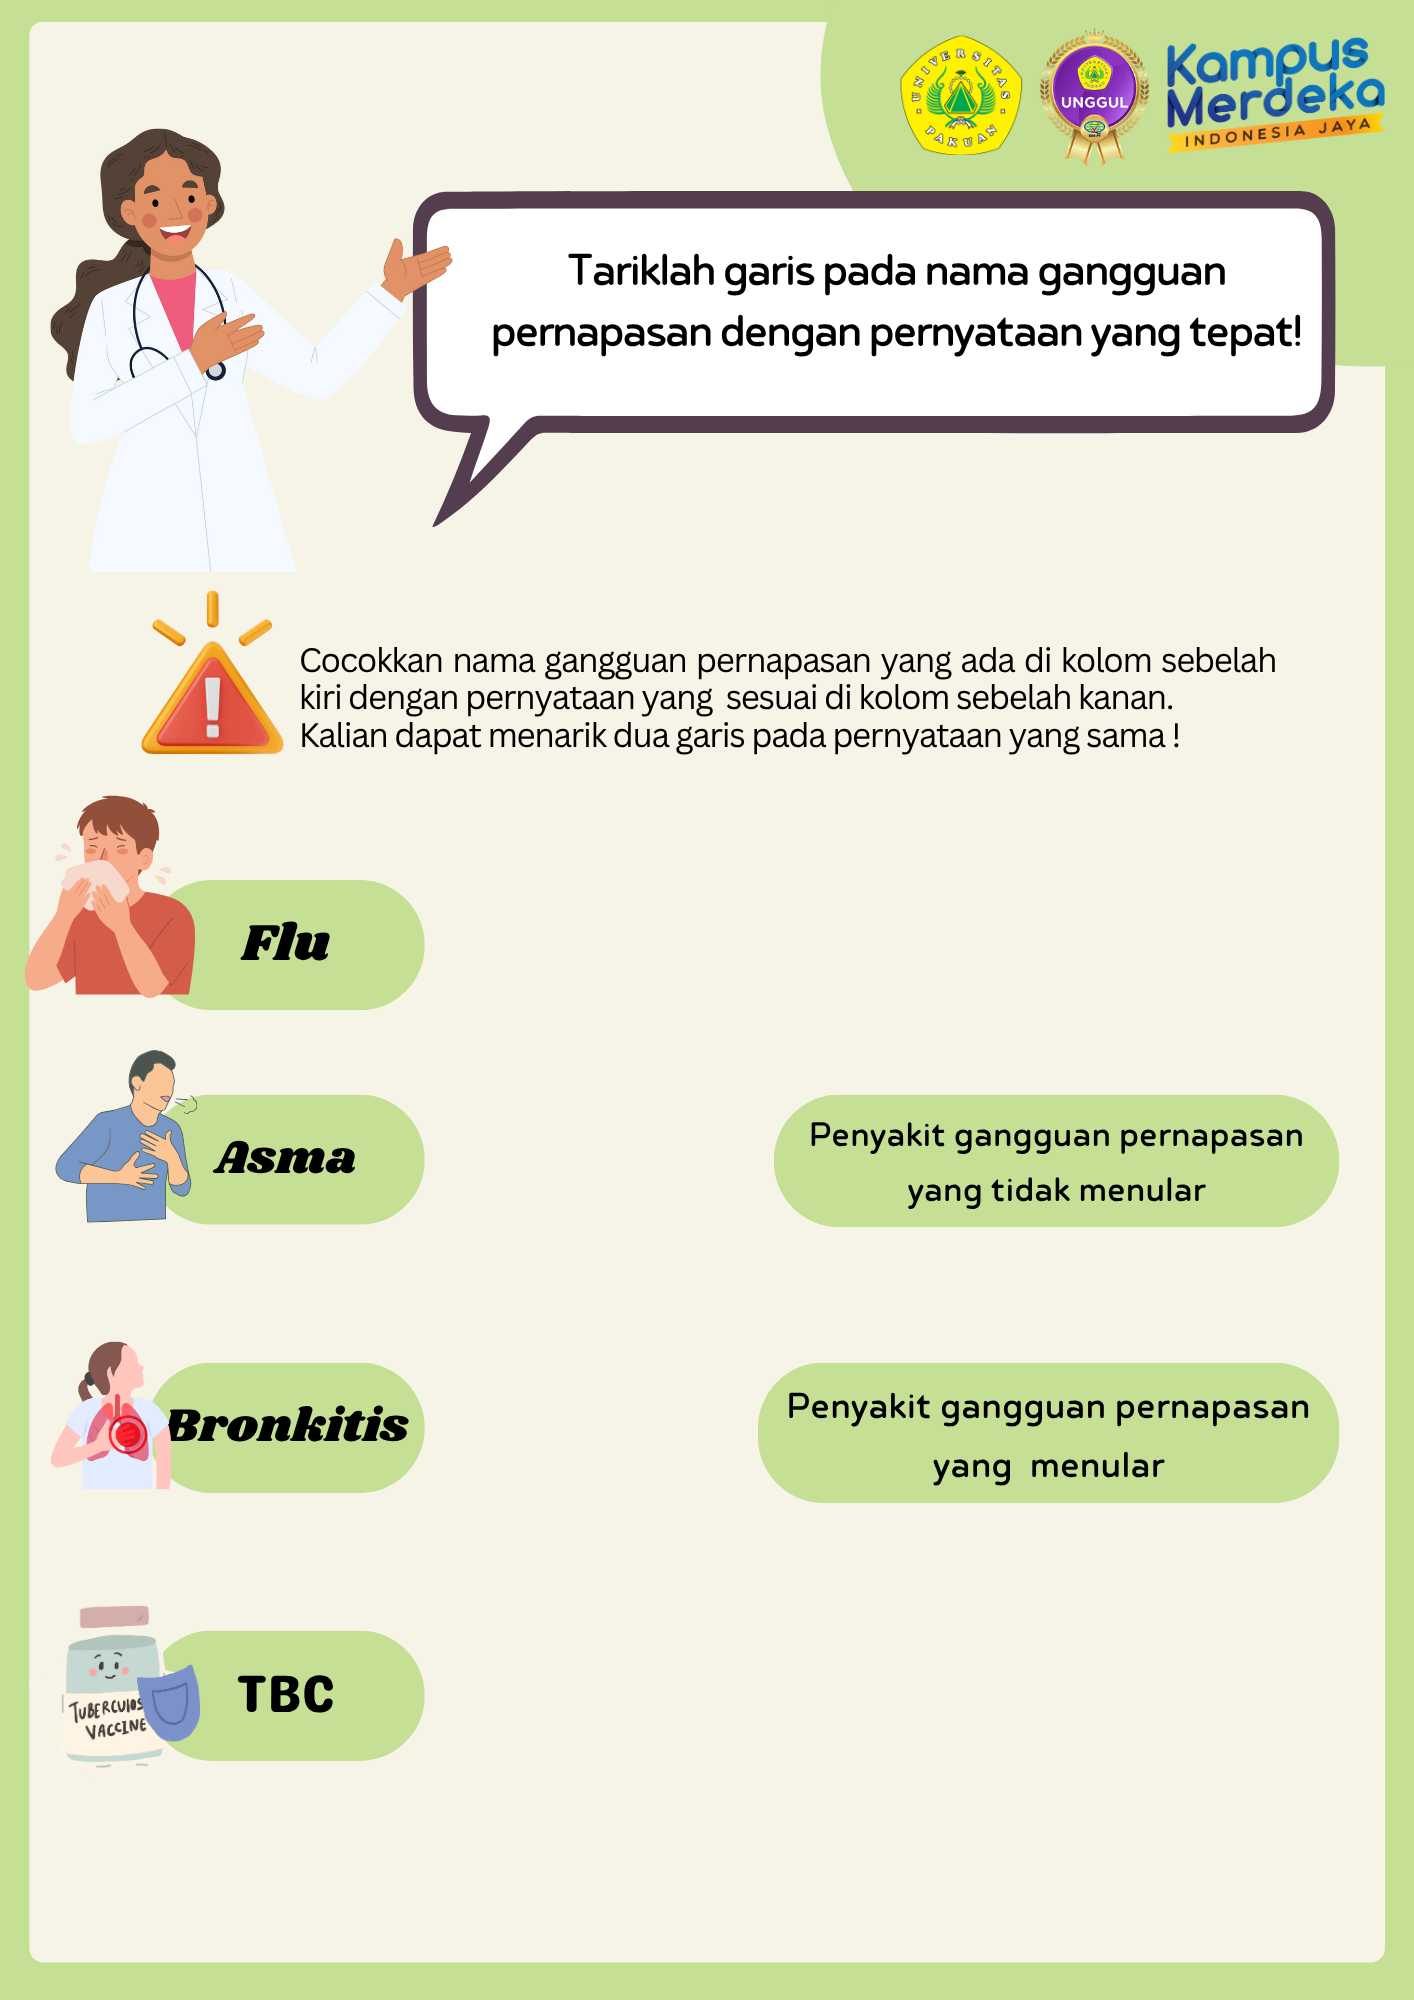 UNIVERSITAS
PAKUAN
UNGGUL
Kampus
Merdeka
INDONESIA JAYA
Tariklah garis pada nama gangguan
pernapasan dengan pernyataan yang tepat!
Cocokkan nama gangguan pernapasan yang ada di kolom sebelah
kiri dengan pernyataan yang sesuai di kolom sebelah kanan.
Kalian dapat menarik dua garis pada pernyataan yang sama !
Flu
Asma
Penyakit gangguan pernapasan
yang tidak menular
Bronkitis
Penyakit gangguan pernapasan
yang menular
TBC
TUBERCULOS
VACCINE